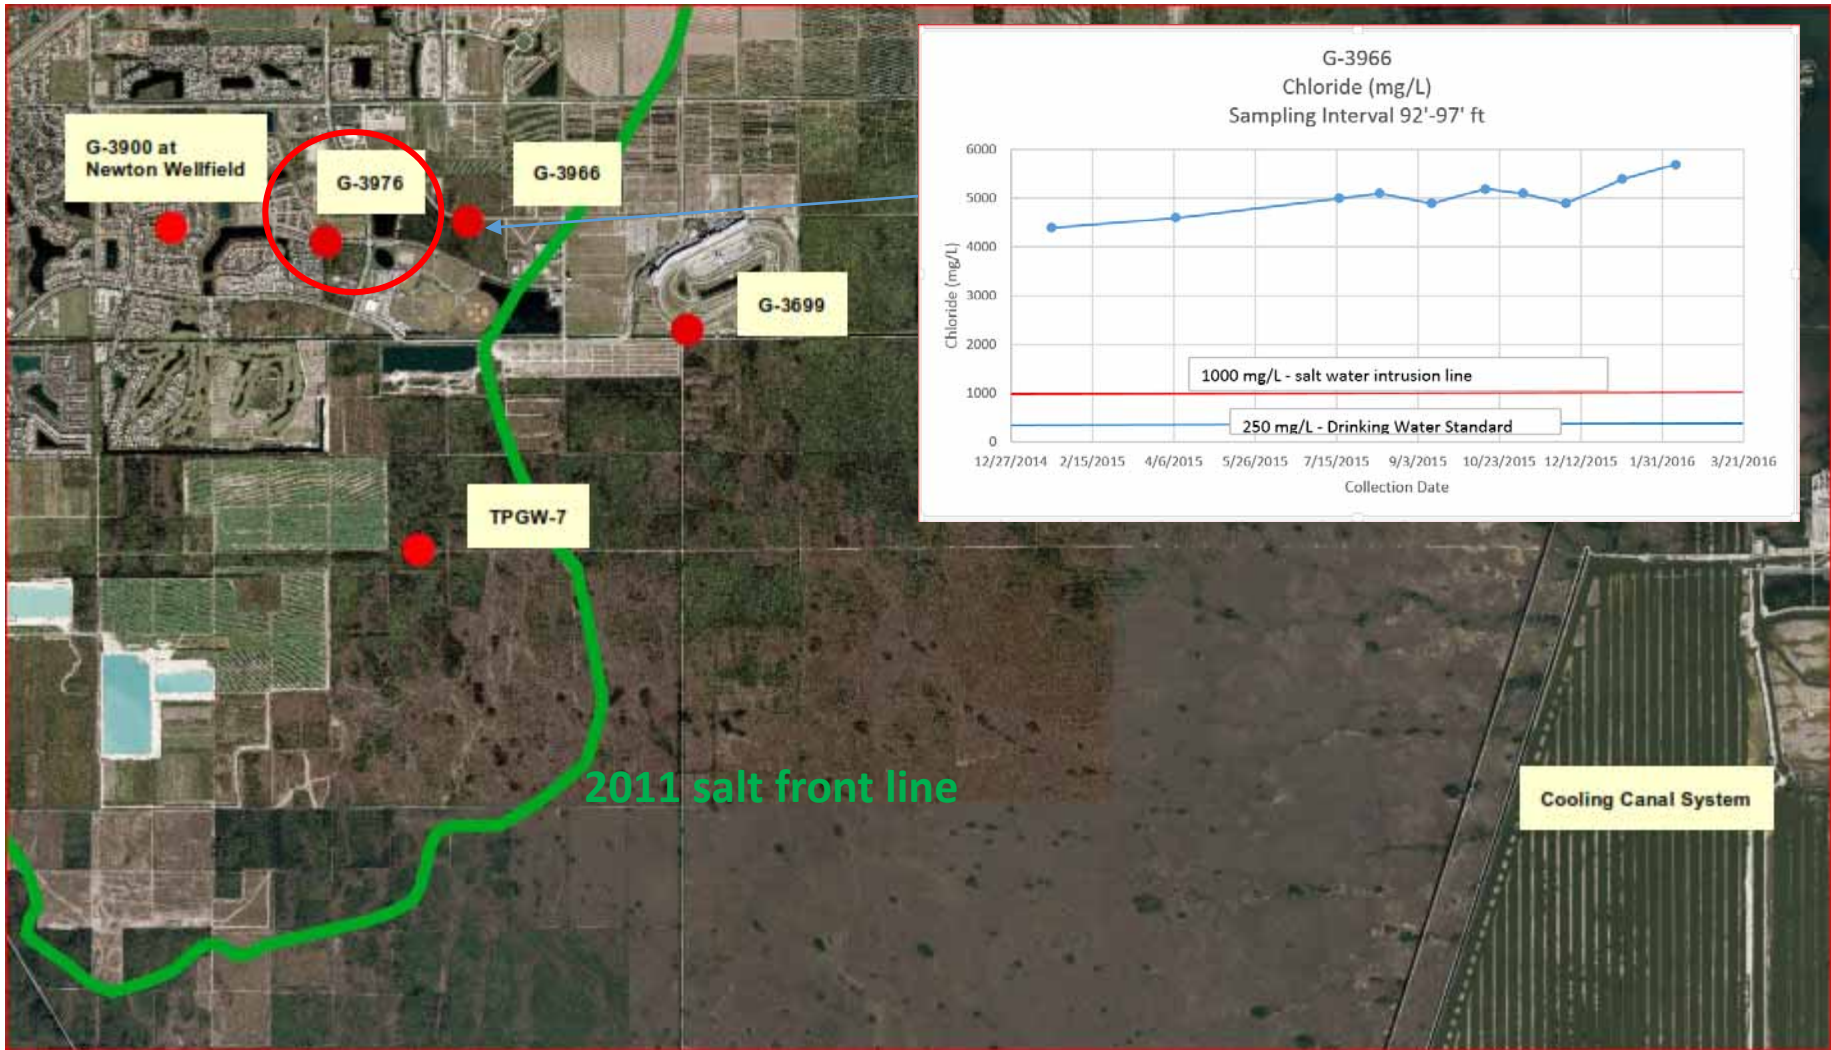 G-3900 at
Newton Wellfield
G-3976
G-3966
G-3699
TPGW-7
2011 salt front line
Cooling Canal System
G-3966
Chloride (mg/L)
Sampling Interval 92'-97' ft
Chloride (mg/L)
6000
5000
4000
3000
2000
1000
0
1000 mg/L - salt water intrusion line
250 mg/L - Drinking Water Standard
12/27/2014 2/15/2015 4/6/2015 5/26/2015 7/15/2015 9/3/2015 10/23/2015 12/12/2015 1/31/2016 3/21/2016
Collection Date